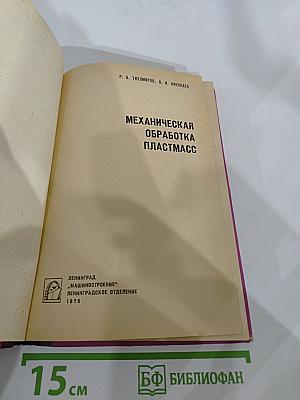 Р. А. ТИХОМИРОВ, В. И. НИКОЛАЕВ
МЕХАНИЧЕСКАЯ
ОБРАБОТКА
ПЛАСТМАСС
ЛЕНИНГРАД
„МАШИНОСТРОЕНИЕ"
ЛЕНИНГРАДСКОЕ ОТДЕЛЕНИЕ
1975
15 см
БФ БИБЛИОФАН